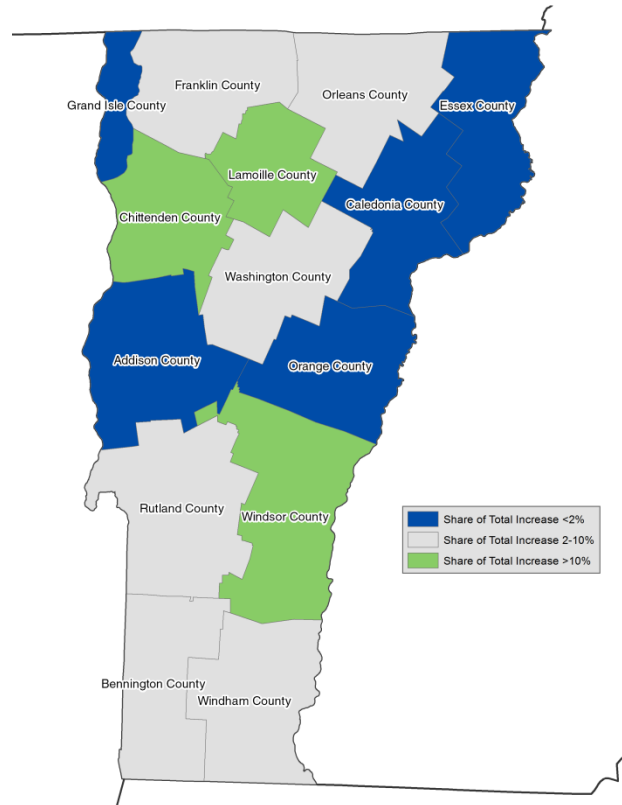 Franklin County
Orleans County
Grand Isle County
Essex County
Lamoille County
Caledonia County
Chittenden County
Washington County
Addison County
Orange County
Rutland County
Windsor County
Share of Total Increase <2%
Share of Total Increase 2-10%
Share of Total Increase >10%
Bennington County
Windham County